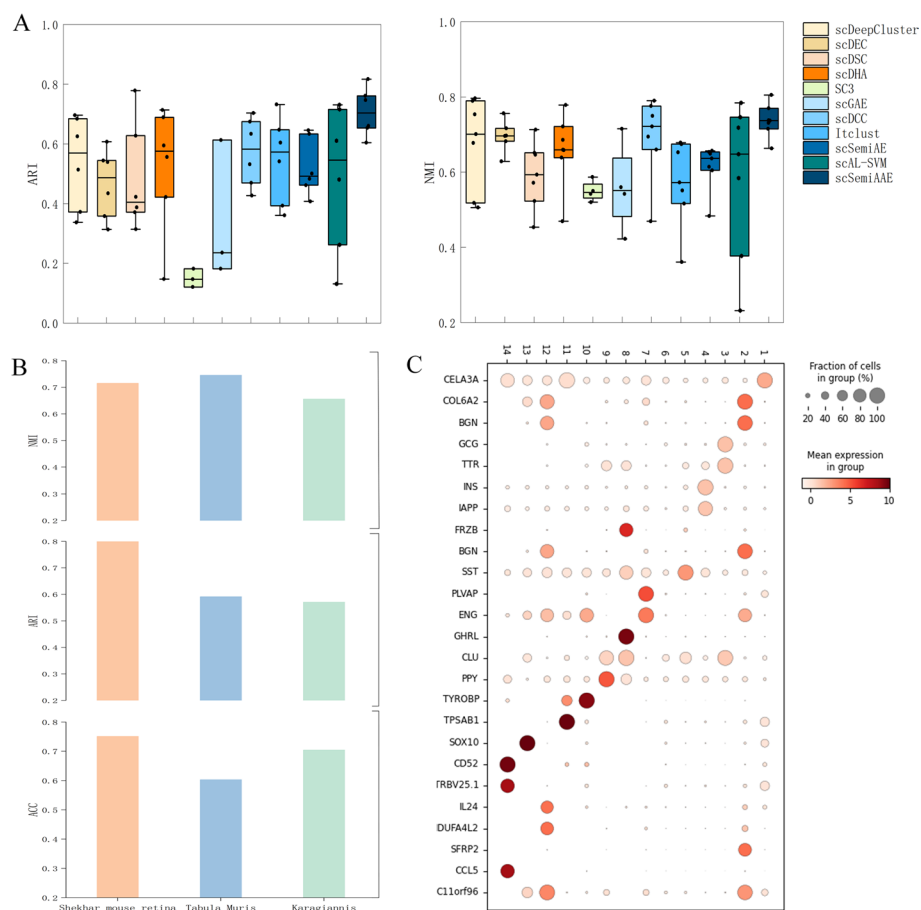 A
ARI
1.0
0.8
0.6
0.4
0.2
0.0
NMI
1.0
0.8
0.6
0.4
0.2
scDeepCluster
scDEC
scDSC
scDHA
SC3
scGAE
scDCC
Itclust
scSemiAE
scAL-SVM
scSemiAAE
B
NMI
0.8
0.7
0.6
0.5
0.4
0.3
0.2
ARI
0.8
0.7
0.6
0.5
0.4
0.3
0.2
ACC
0.8
0.7
0.6
0.5
0.4
0.3
0.2
Shekhar mouse retina Tabula Muris Karagiannis
C
14 13 12 11 10 9 8 7 6 5 4 3 2 1
CELA3A
COL6A2
BGN
GCG
TTR
INS
IAPP
FRZB
BGN
SST
PLVAP
ENG
GHRL
CLU
PPY
TYROBP
TPSAB1
SOX10
CD52
TRBV25.1
IL24
DUFA4L2
SFRP2
CCL5
C11orf96
Fraction of cells
in group (%)
20 40 60 80 100
Mean expression
in group
0 5 10